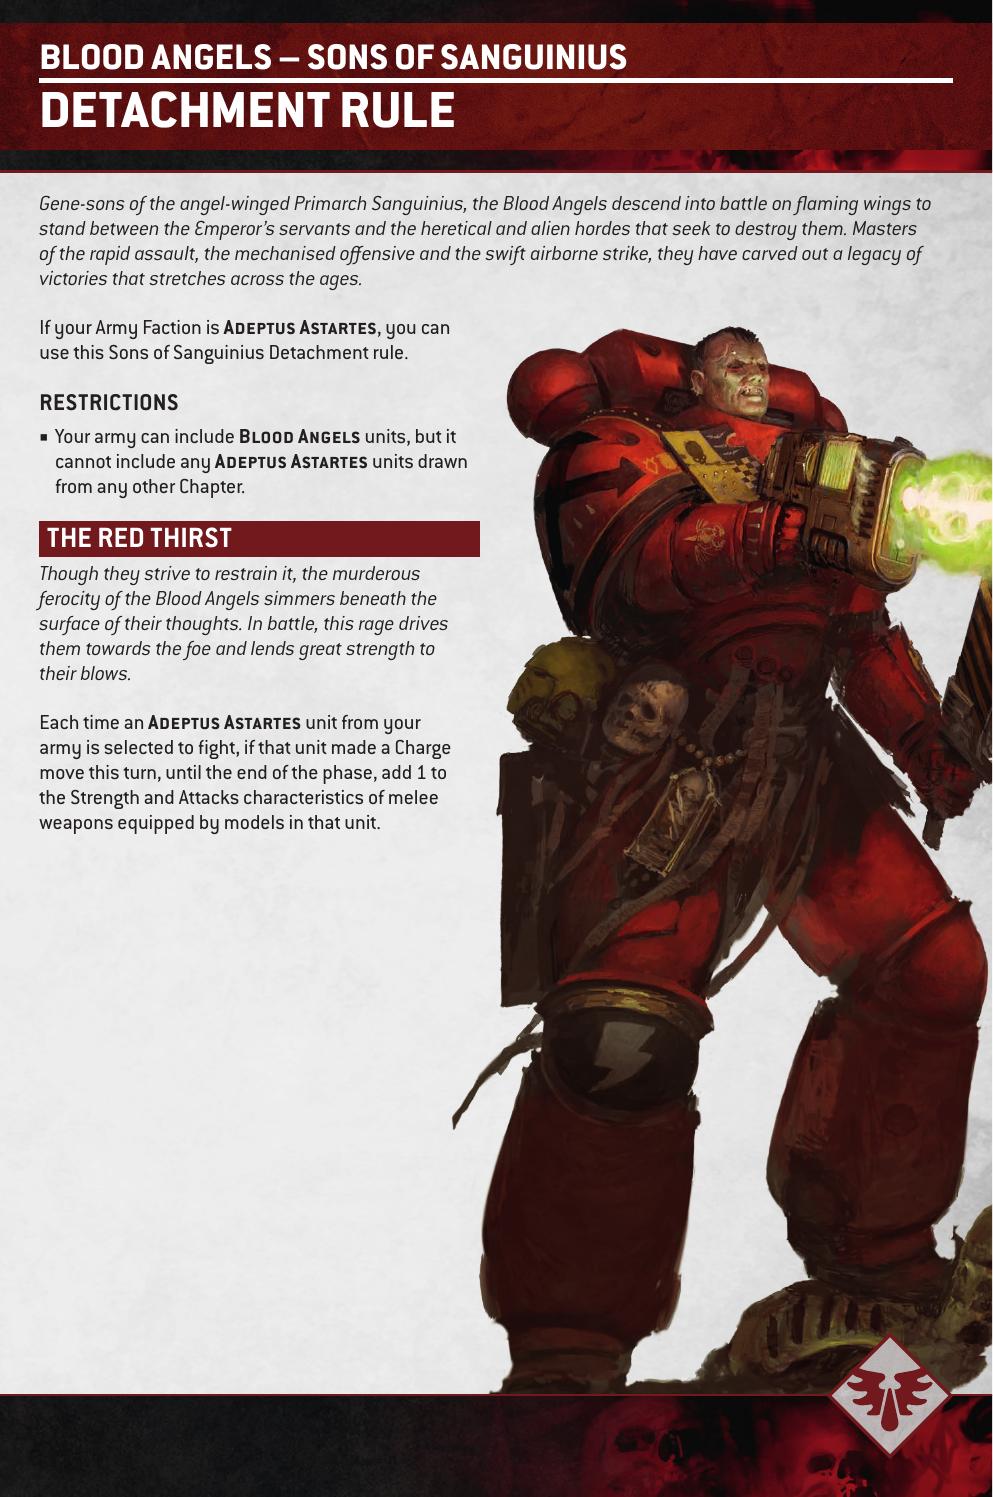 BLOOD ANGELS – SONS OF SANGUINIUS
DETACHMENT RULE
Gene-sons of the angel-winged Primarch Sanguinius, the Blood Angels descend into battle on flaming wings to
stand between the Emperor's servants and the heretical and alien hordes that seek to destroy them. Masters
of the rapid assault, the mechanised offensive and the swift airborne strike, they have carved out a legacy of
victories that stretches across the ages.
If your Army Faction is ADEPTUS ASTARTES, you can
use this Sons of Sanguinius Detachment rule.
RESTRICTIONS
▪ Your army can include BLOOD ANGELS units, but it
cannot include any ADEPTUS ASTARTES units drawn
from any other Chapter.
THE RED THIRST
Though they strive to restrain it, the murderous
ferocity of the Blood Angels simmers beneath the
surface of their thoughts. In battle, this rage drives
them towards the foe and lends great strength to
their blows.
Each time an ADEPTUS ASTARTES unit from your
army is selected to fight, if that unit made a Charge
move this turn, until the end of the phase, add 1 to
the Strength and Attacks characteristics of melee
weapons equipped by models in that unit.